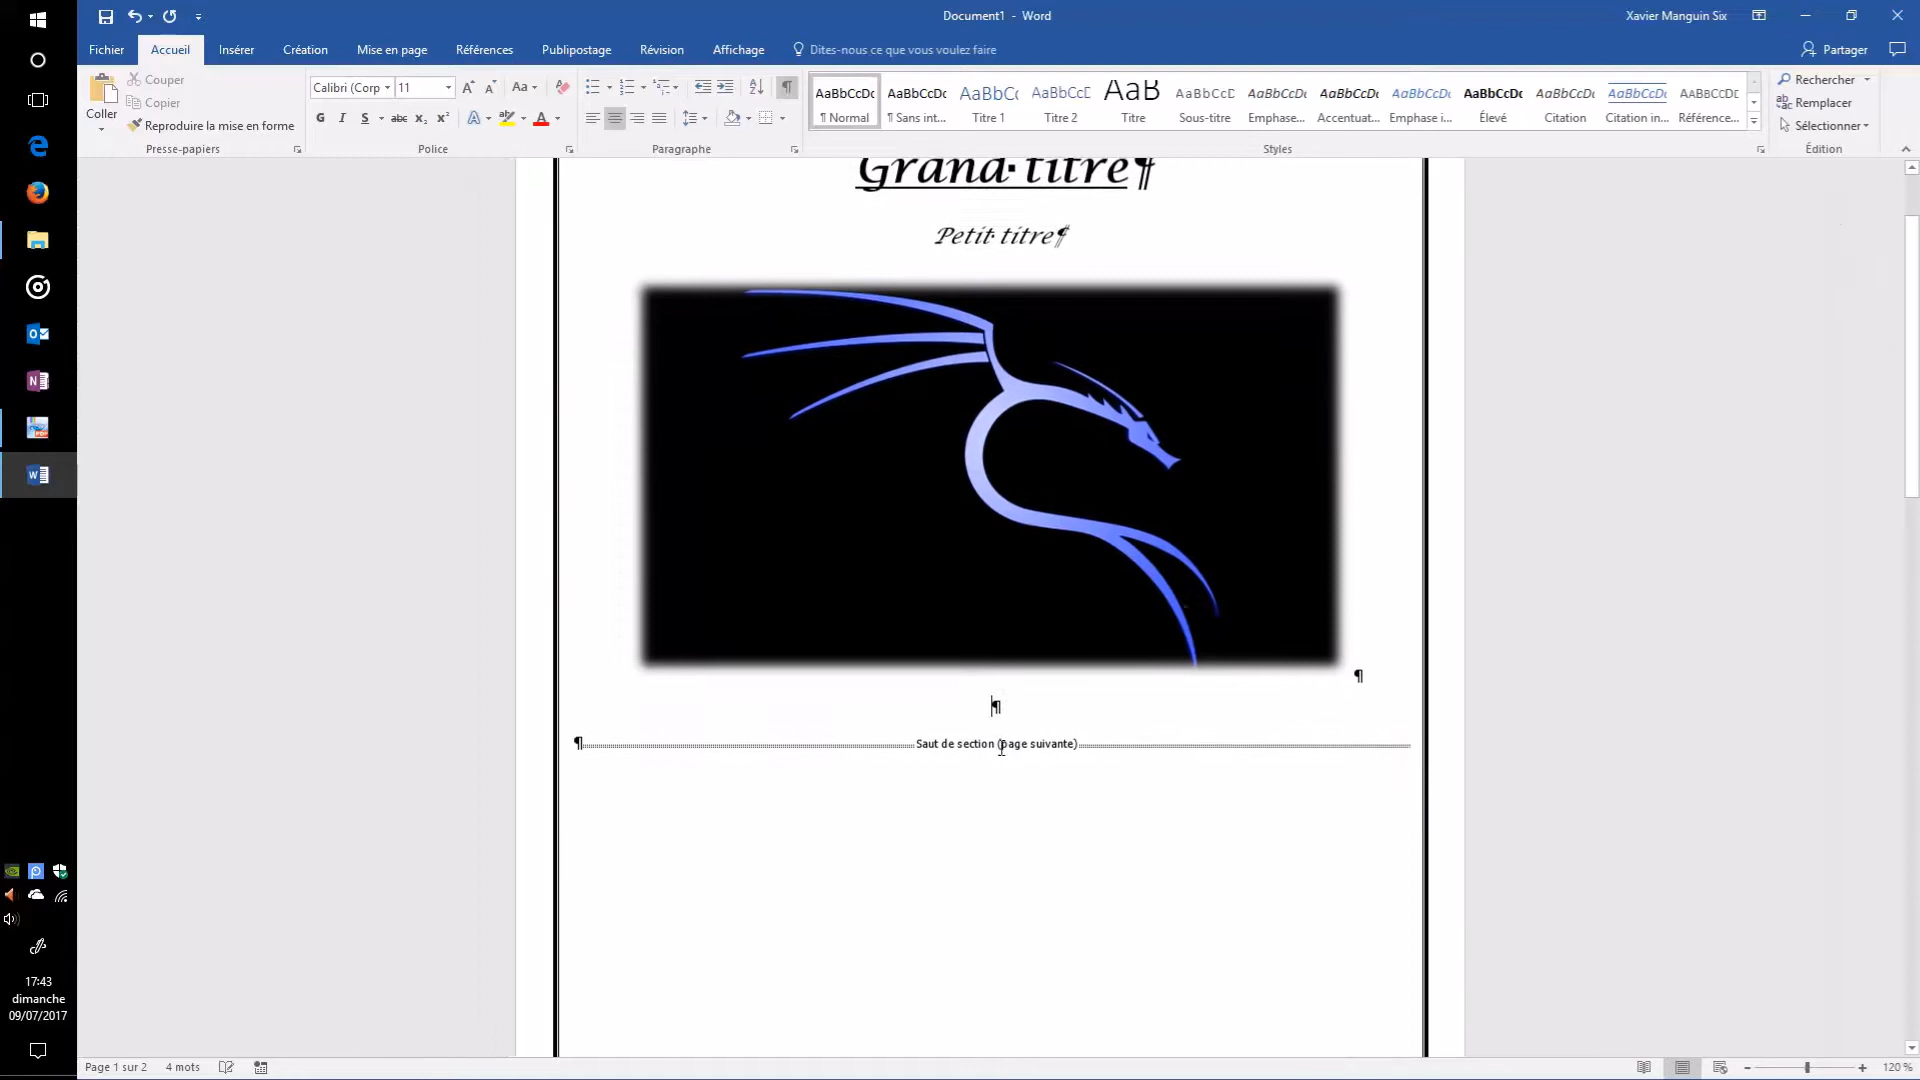 Document1 - Word
Xavier Manguin Six
Fichier
Accueil
Insérer
Création
Mise en page
Références
Publipostage
Révision
Affichage
Dites-nous ce que vous voulez faire
Partager
Coller
Couper
Copier
Reproduire la mise en forme
Presse-papiers
Calibri (Corp
11
Aa
G I S abc x₂ x²
Police
Paragraphe
AaBbCcDc
¶ Normal
AaBbCcDc
¶ Sans int...
AaBbCc
Titre 1
AaBbCcD
Titre 2
AaB
Titre
AaBbCcD
Sous-titre
AaBbCcDc
Emphase...
AaBbCcDc
Accentuat...
AaBbCcDc
Emphase i...
AaBbCcDc
Élevé
AaBbCcDc
Citation
AaBbCcDc
Citation in...
AaBbCcDc
Référence...
Styles
Rechercher
Remplacer
Sélectionner
Édition
Grand·titre¶
Petit·titre¶
¶
¶
¶ Saut de section (page suivante)
17:43
dimanche
09/07/2017
Page 1 sur 2
4 mots
120 %